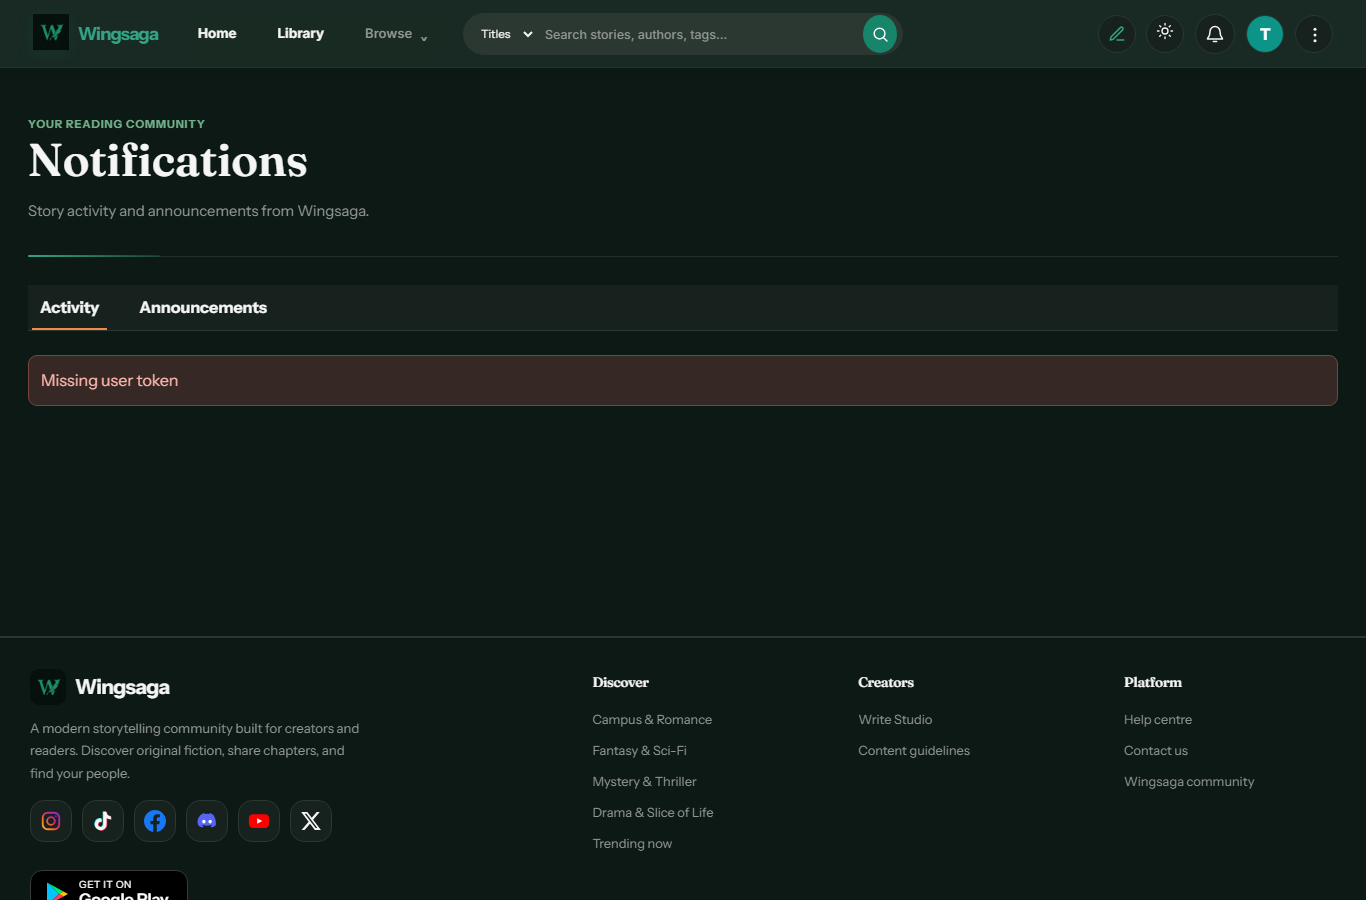 Wingsaga
Home
Library
Browse
Titles
Search stories, authors, tags...
T
YOUR READING COMMUNITY
Notifications
Story activity and announcements from Wingsaga.
Activity
Announcements
Missing user token
Wingsaga
A modern storytelling community built for creators and
readers. Discover original fiction, share chapters, and
find your people.
GET IT ON
Google Play
Discover
Campus & Romance
Fantasy & Sci-Fi
Mystery & Thriller
Drama & Slice of Life
Trending now
Creators
Write Studio
Content guidelines
Platform
Help centre
Contact us
Wingsaga community